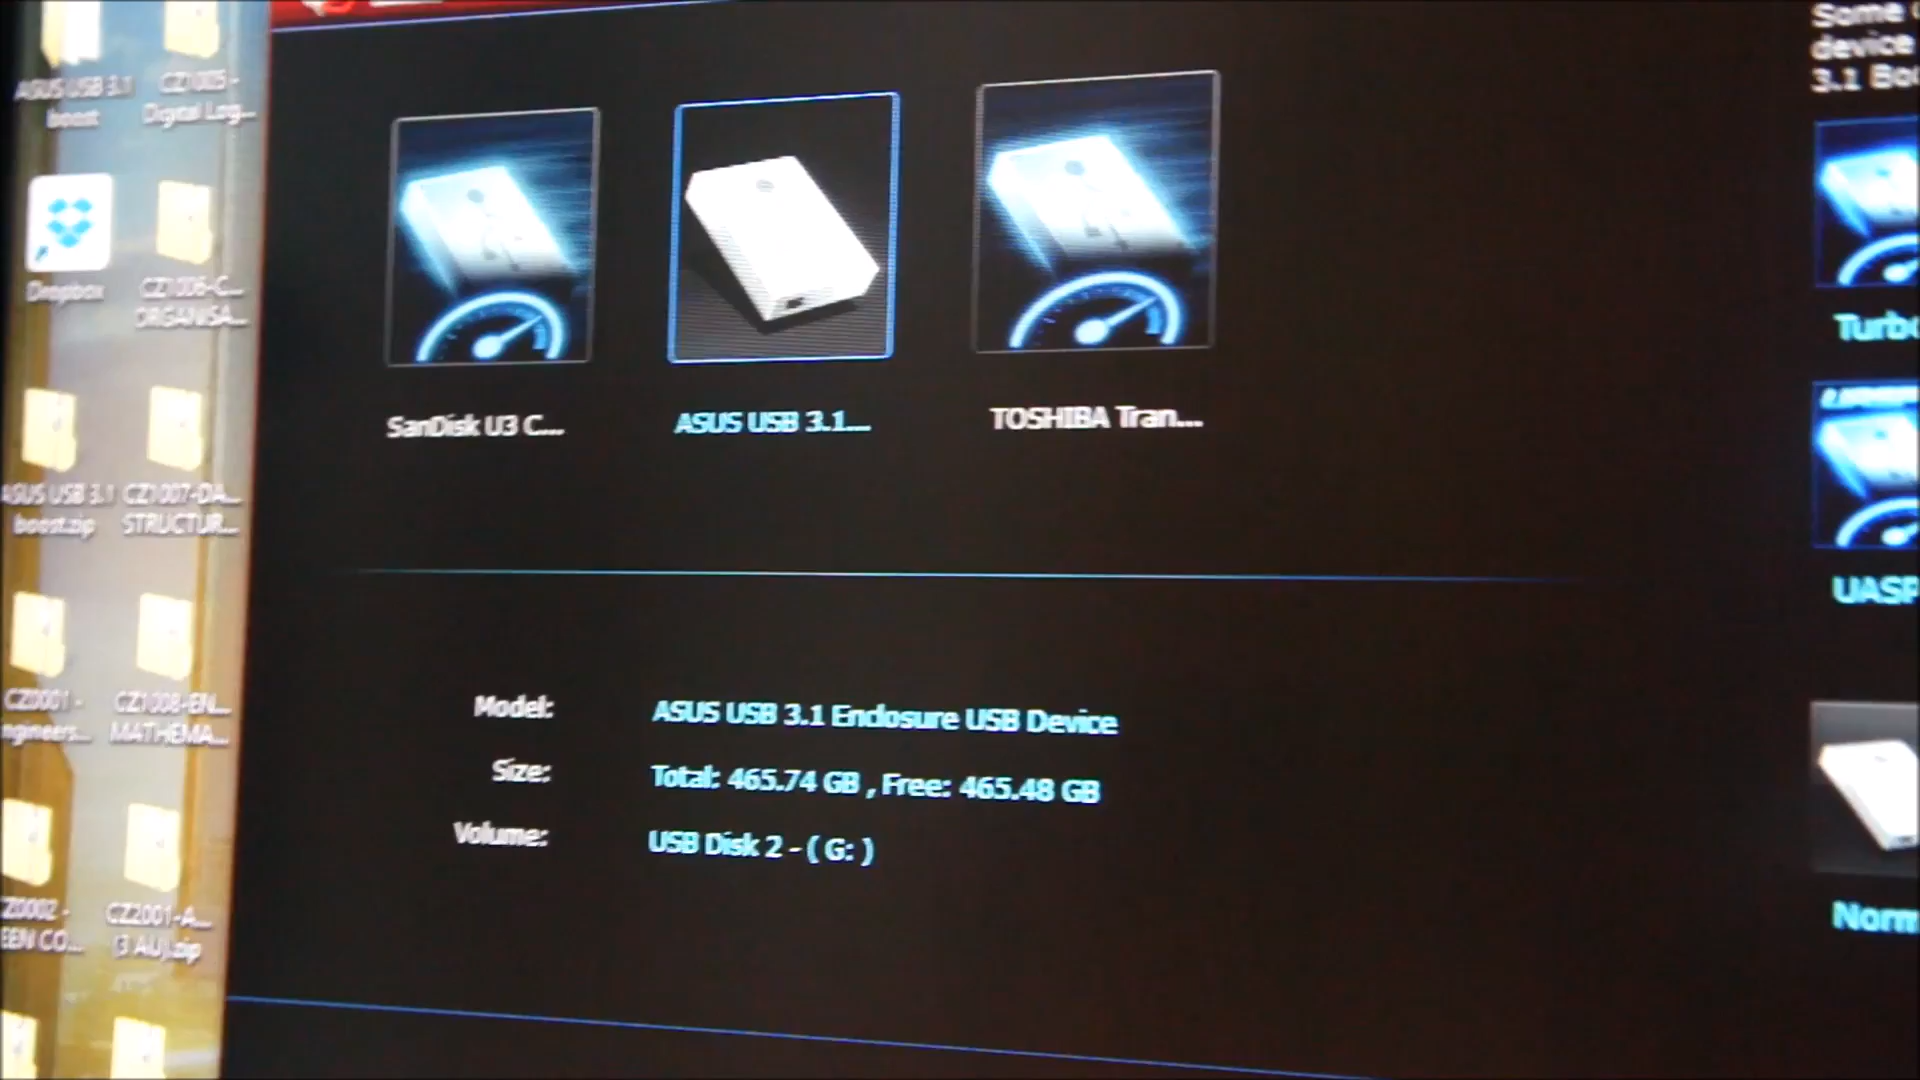 ASUS USB 3.1
boost
CZ1005 -
Digital Log...
Dropbox
CZ1006-C...
ORGANISA...
ASUS USB 3.1
boost.zip
CZ1007-DA...
STRUCTUR...
CZ0001 -
ngineers...
CZ1008-EN...
MATHEMA...
Z0002 -
EEN CO...
CZ2001-A...
(3 AU).zip
SanDisk U3 C...
ASUS USB 3.1...
TOSHIBA Tran...
Model: ASUS USB 3.1 Enclosure USB Device
Size: Total: 465.74 GB , Free: 465.48 GB
Volume: USB Disk 2 - ( G: )
Some
device
3.1 Bo
Turb
UASP
Norm